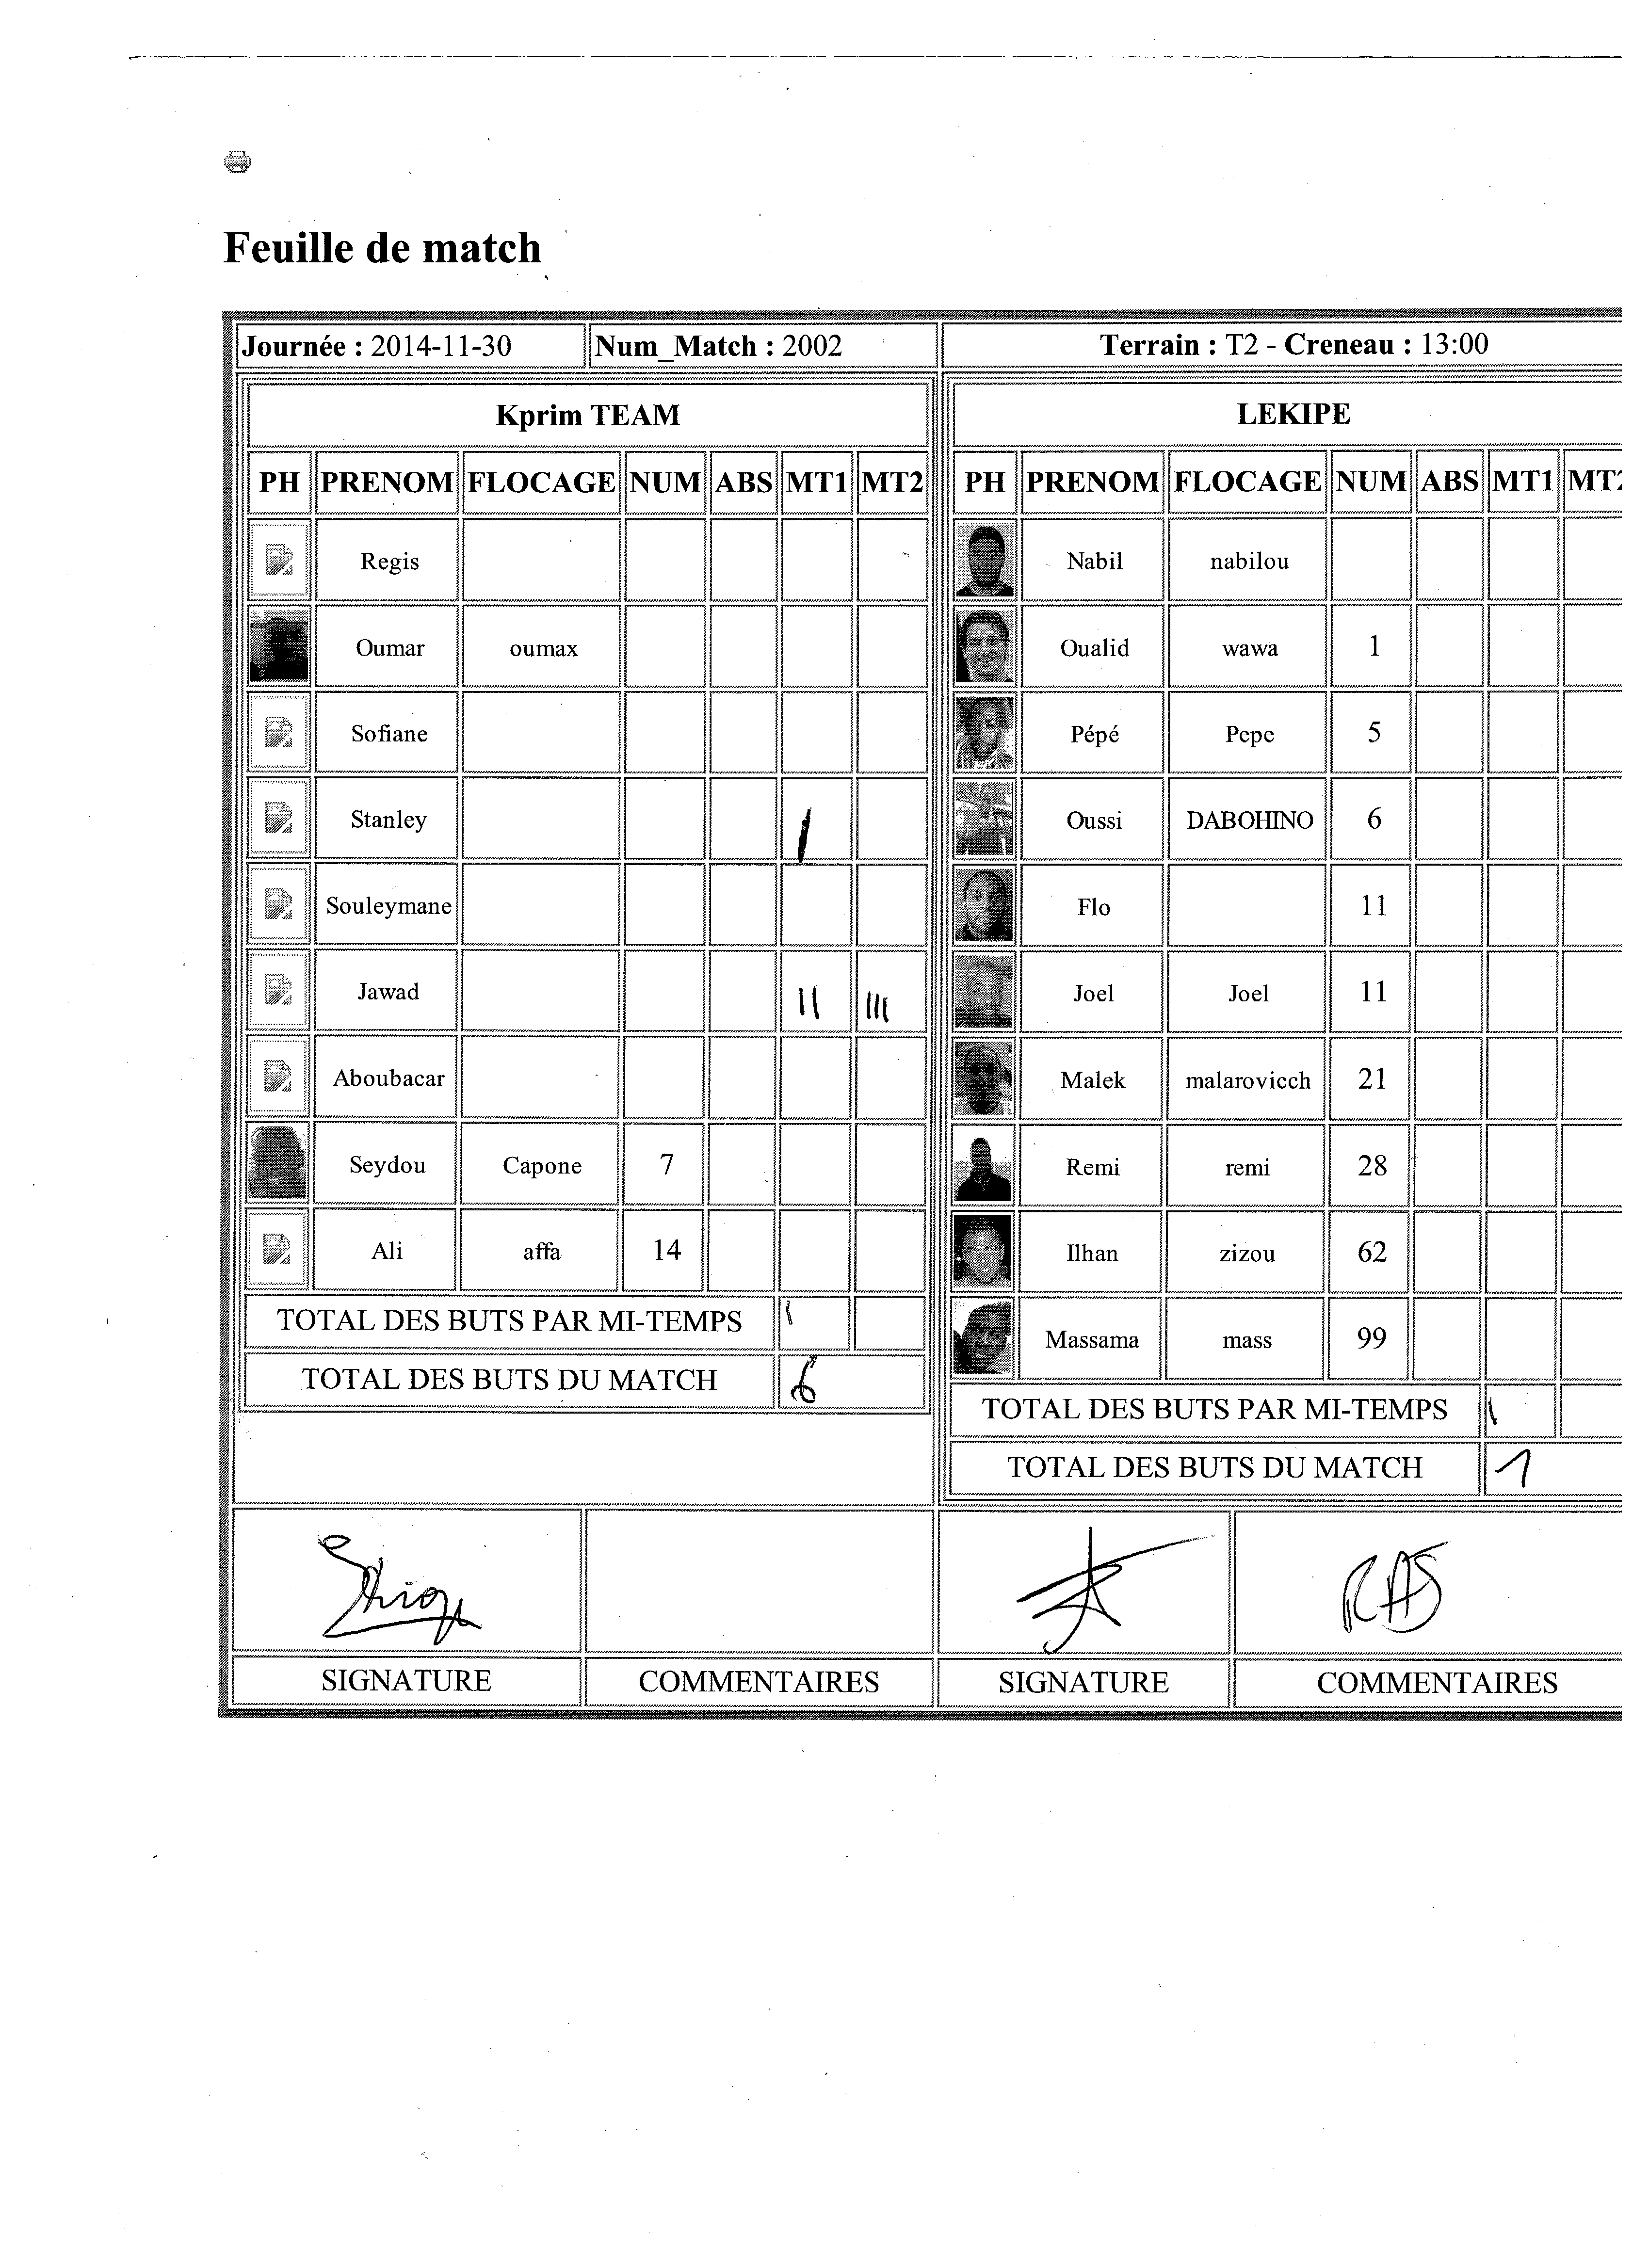 Feuille de match
Journée : 2014-11-30 Num_Match : 2002 Terrain : T2 - Creneau : 13:00
Kprim TEAM
PH PRENOM FLOCAGE NUM ABS MT1 MT2
Regis
Oumar oumax
Sofiane
Stanley I
Souleymane
Jawad II III
Aboubacar
Seydou Capone 7
Ali affa 14
TOTAL DES BUTS PAR MI-TEMPS I
TOTAL DES BUTS DU MATCH 6
LEKIPE
PH PRENOM FLOCAGE NUM ABS MT1 MT2
Nabil nabilou
Oualid wawa 1
Pépé Pepe 5
Oussi DABOHINO 6
Flo 11
Joel Joel 11
Malek malarovicch 21
Remi remi 28
Ilhan zizou 62
Massama mass 99
TOTAL DES BUTS PAR MI-TEMPS I
TOTAL DES BUTS DU MATCH 1
RAS
SIGNATURE COMMENTAIRES SIGNATURE COMMENTAIRES